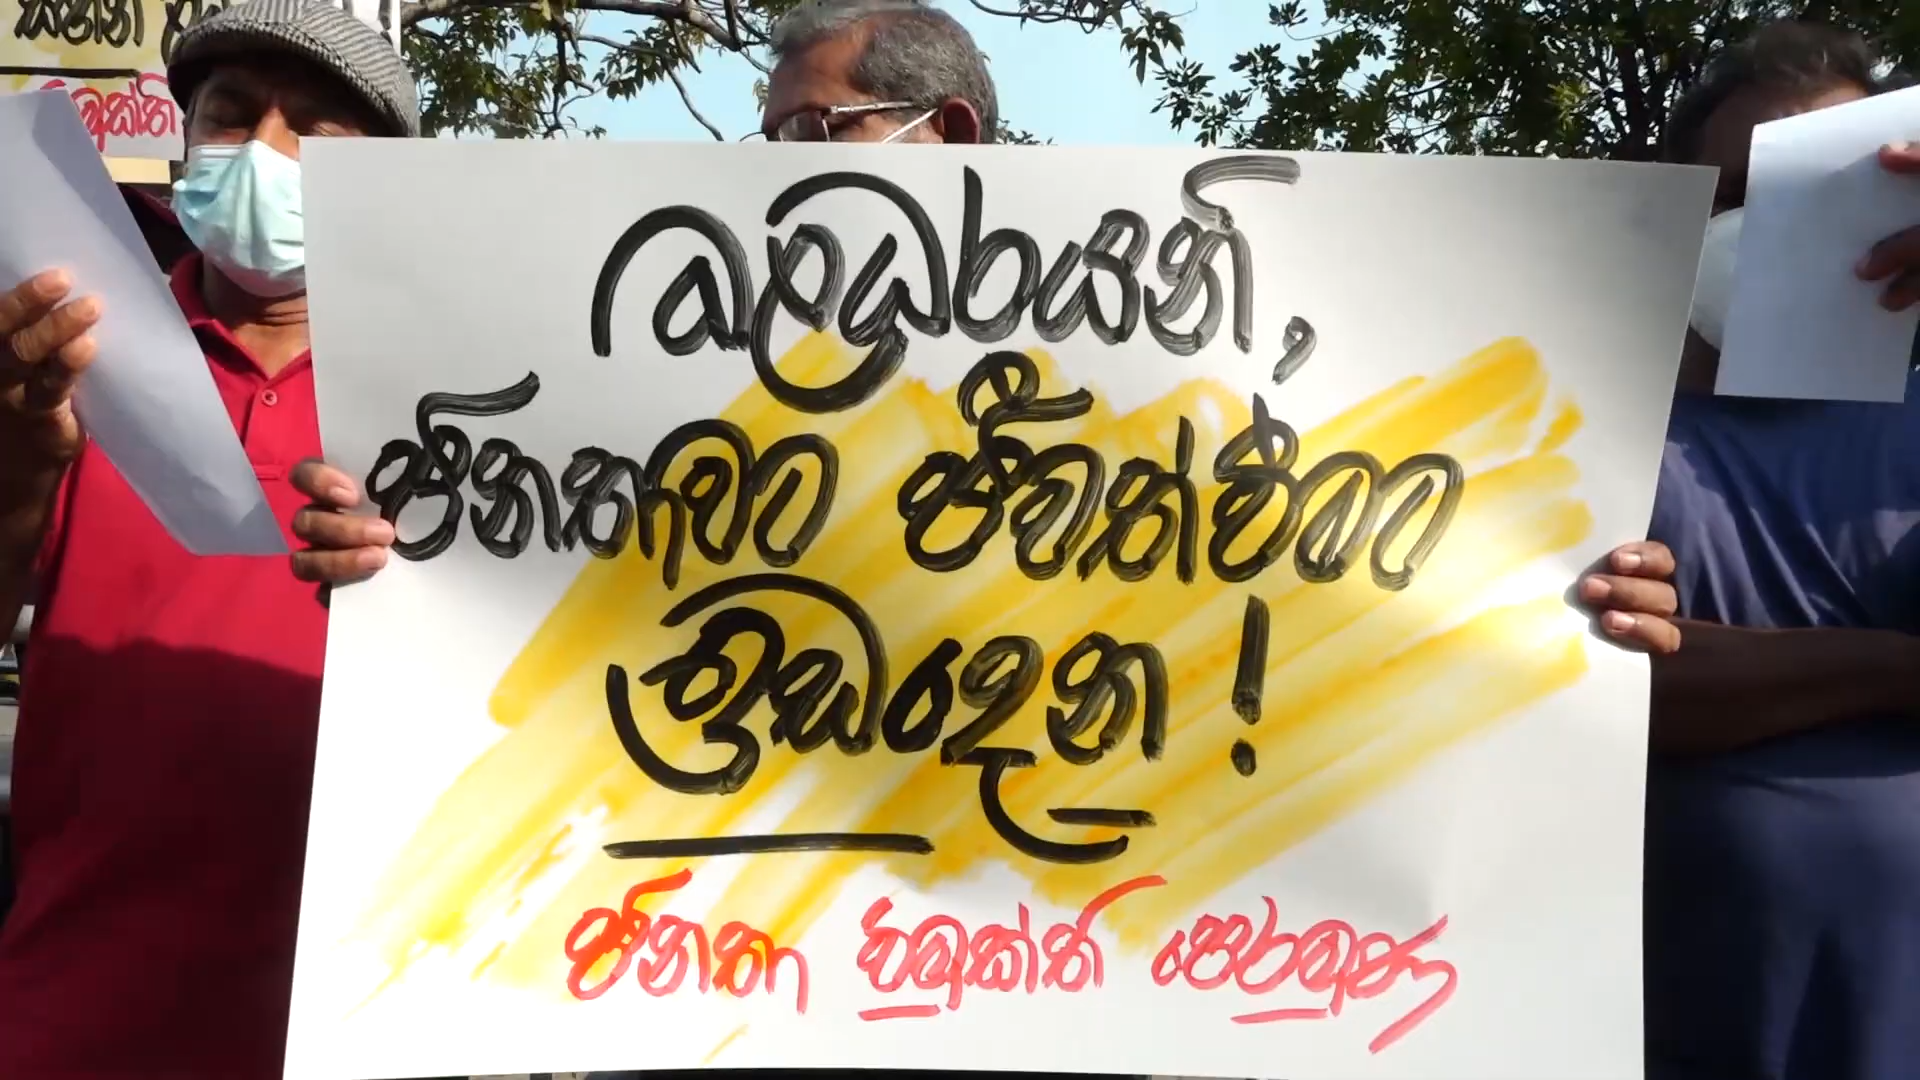 බලධරයනි,
ජනතාවට ජීවත්වීමට
ඉඩදෙනු !
ජනතා විමුක්ති පෙරමුණ